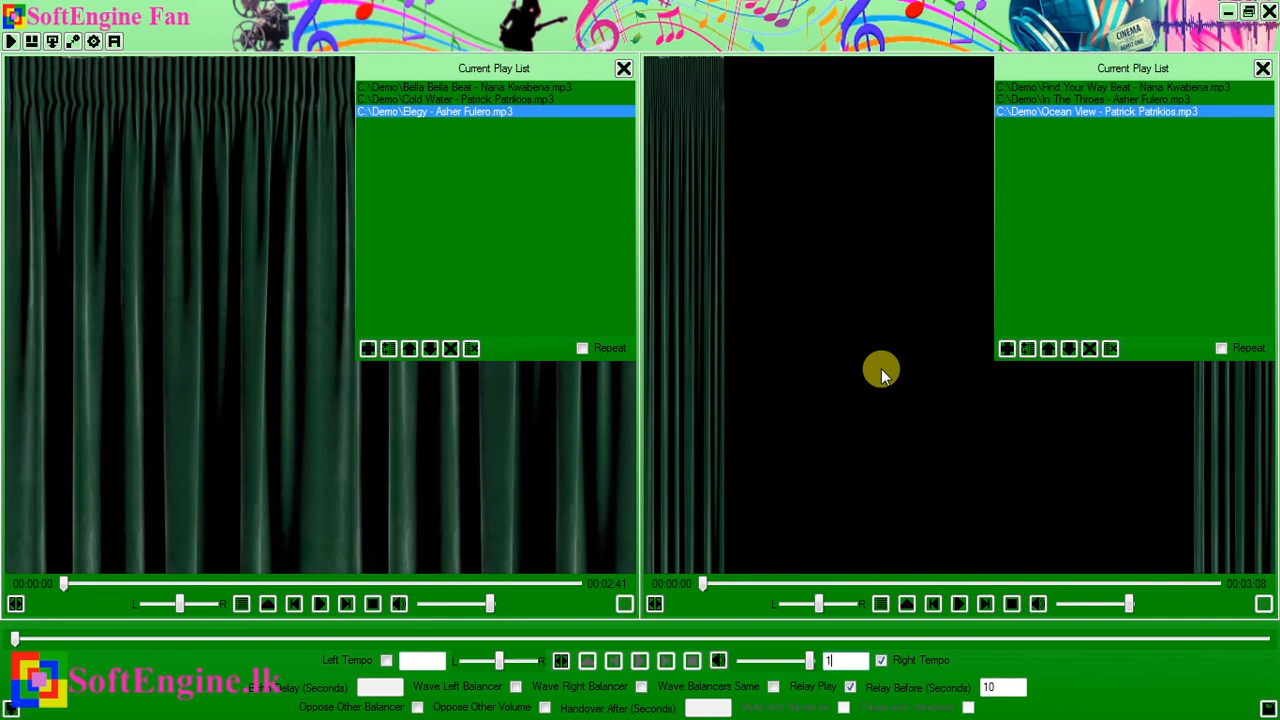 SoftEngine Fan
CINEMA
ADMIT ONE
Current Play List
C:\Demo\Bella Bella Beat - Nana Kwabena.mp3
C:\Demo\Cold Water - Patrick Patrikios.mp3
C:\Demo\Elegy - Asher Fulero.mp3
Repeat
00:00:00
00:02:41
L R
Current Play List
C:\Demo\Find Your Way Beat - Nana Kwabena.mp3
C:\Demo\In The Throes - Asher Fulero.mp3
C:\Demo\Ocean View - Patrick Patrikios.mp3
Repeat
00:00:00
00:03:08
L R
Left Tempo L R 1 Right Tempo
SoftEngine.lk
Delay (Seconds) Wave Left Balancer Wave Right Balancer Wave Balancers Same Relay Play Relay Before (Seconds) 10
Oppose Other Balancer Oppose Other Volume Handover After (Seconds)